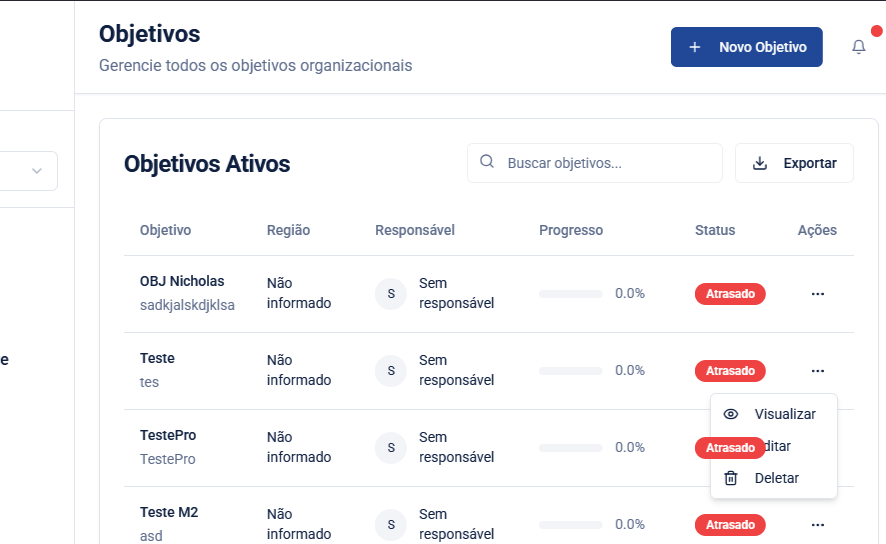 Objetivos
Gerencie todos os objetivos organizacionais
Novo Objetivo
Objetivos Ativos
Buscar objetivos...
Exportar
Objetivo Região Responsável Progresso Status Ações
OBJ Nicholas
sadkjalskdjklsa
Não
informado
S
Sem
responsável
0.0%
Atrasado
Teste
tes
Não
informado
S
Sem
responsável
0.0%
Atrasado
Visualizar
ditar
Deletar
e
TestePro
TestePro
Não
informado
S
Sem
responsável
0.0%
Atrasado
Teste M2
asd
Não
informado
S
Sem
responsável
0.0%
Atrasado